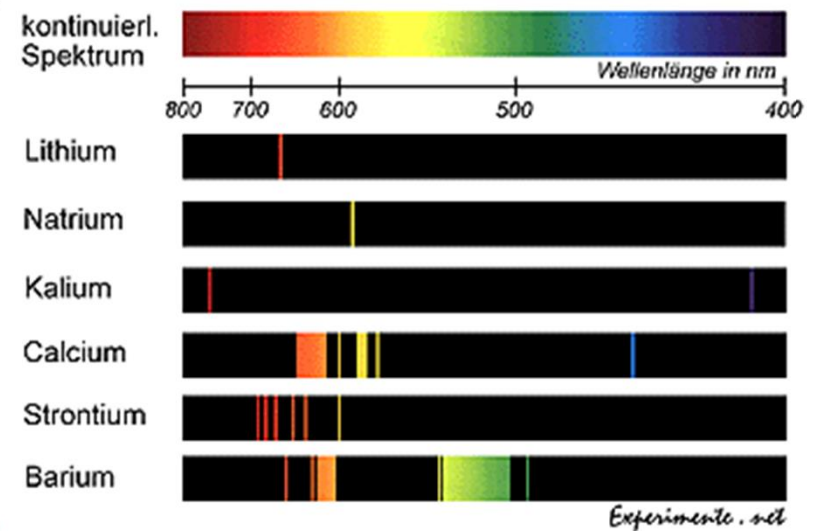 kontinuierl.
Spektrum
Wellenlänge in nm
800 700 600 500 400
Lithium
Natrium
Kalium
Calcium
Strontium
Barium
Experimente.net